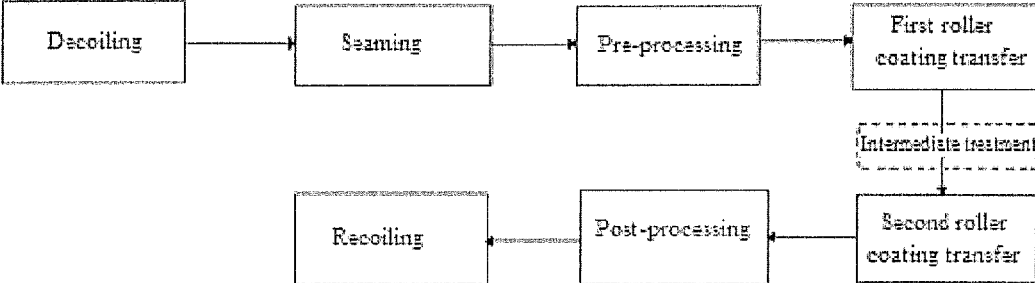 Decoiling
Seaming
Pre-processing
First roller
coating transfer
Intermediate treatment
Second roller
coating transfer
Post-processing
Recoiling